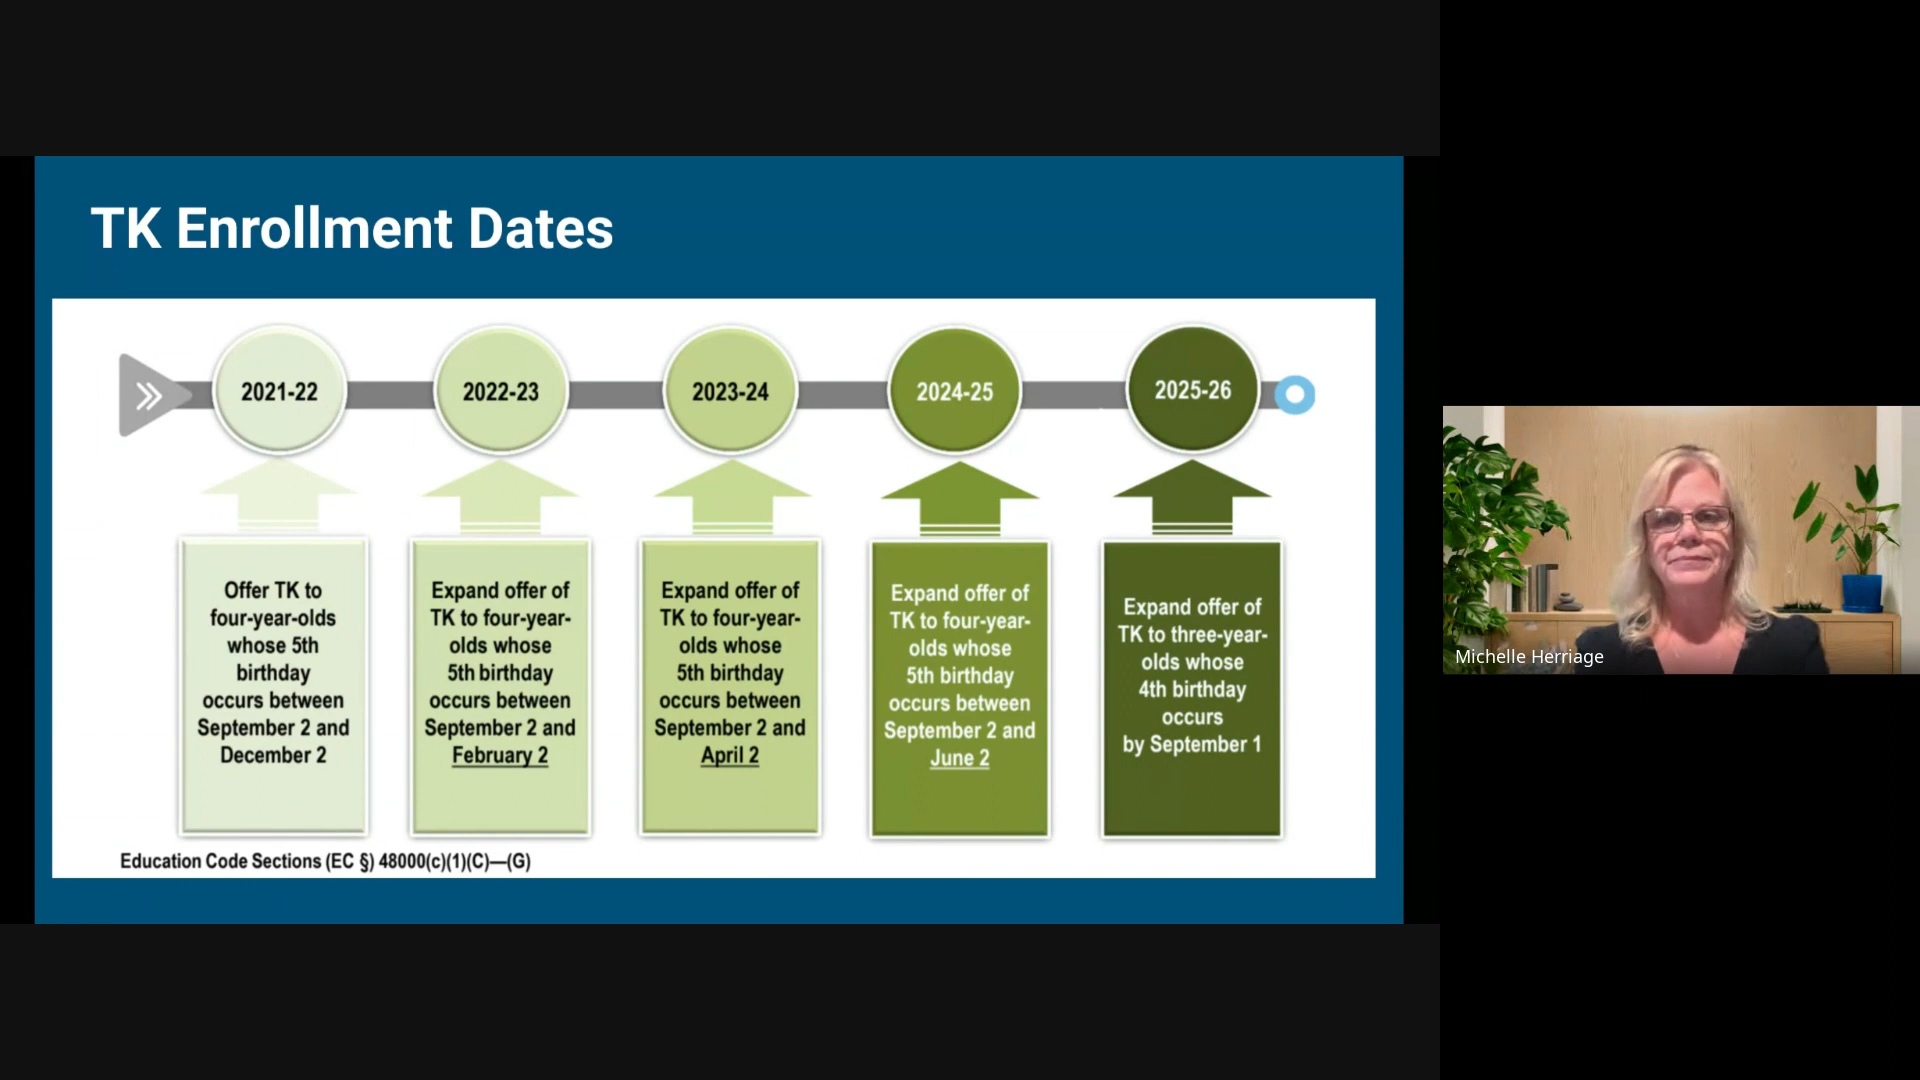 TK Enrollment Dates
2021-22
2022-23
2023-24
2024-25
2025-26
Offer TK to
four-year-olds
whose 5th
birthday
occurs between
September 2 and
December 2
Expand offer of
TK to four-year-
olds whose
5th birthday
occurs between
September 2 and
February 2
Expand offer of
TK to four-year-
olds whose
5th birthday
occurs between
September 2 and
April 2
Expand offer of
TK to four-year-
olds whose
5th birthday
occurs between
September 2 and
June 2
Expand offer of
TK to three-year-
olds whose
4th birthday
occurs
by September 1
Education Code Sections (EC §) 48000(c)(1)(C)—(G)
Michelle Herriage